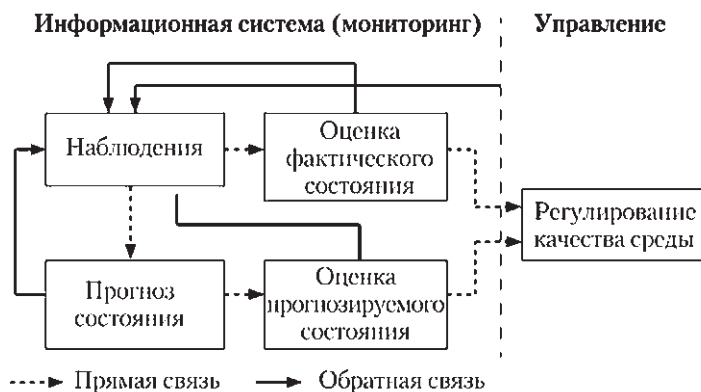 Информационная система (мониторинг)
Управление
Наблюдения
Оценка
фактического
состояния
Регулирование
качества среды
Прогноз
состояния
Оценка
прогнозируемого
состояния
Прямая связь
Обратная связь